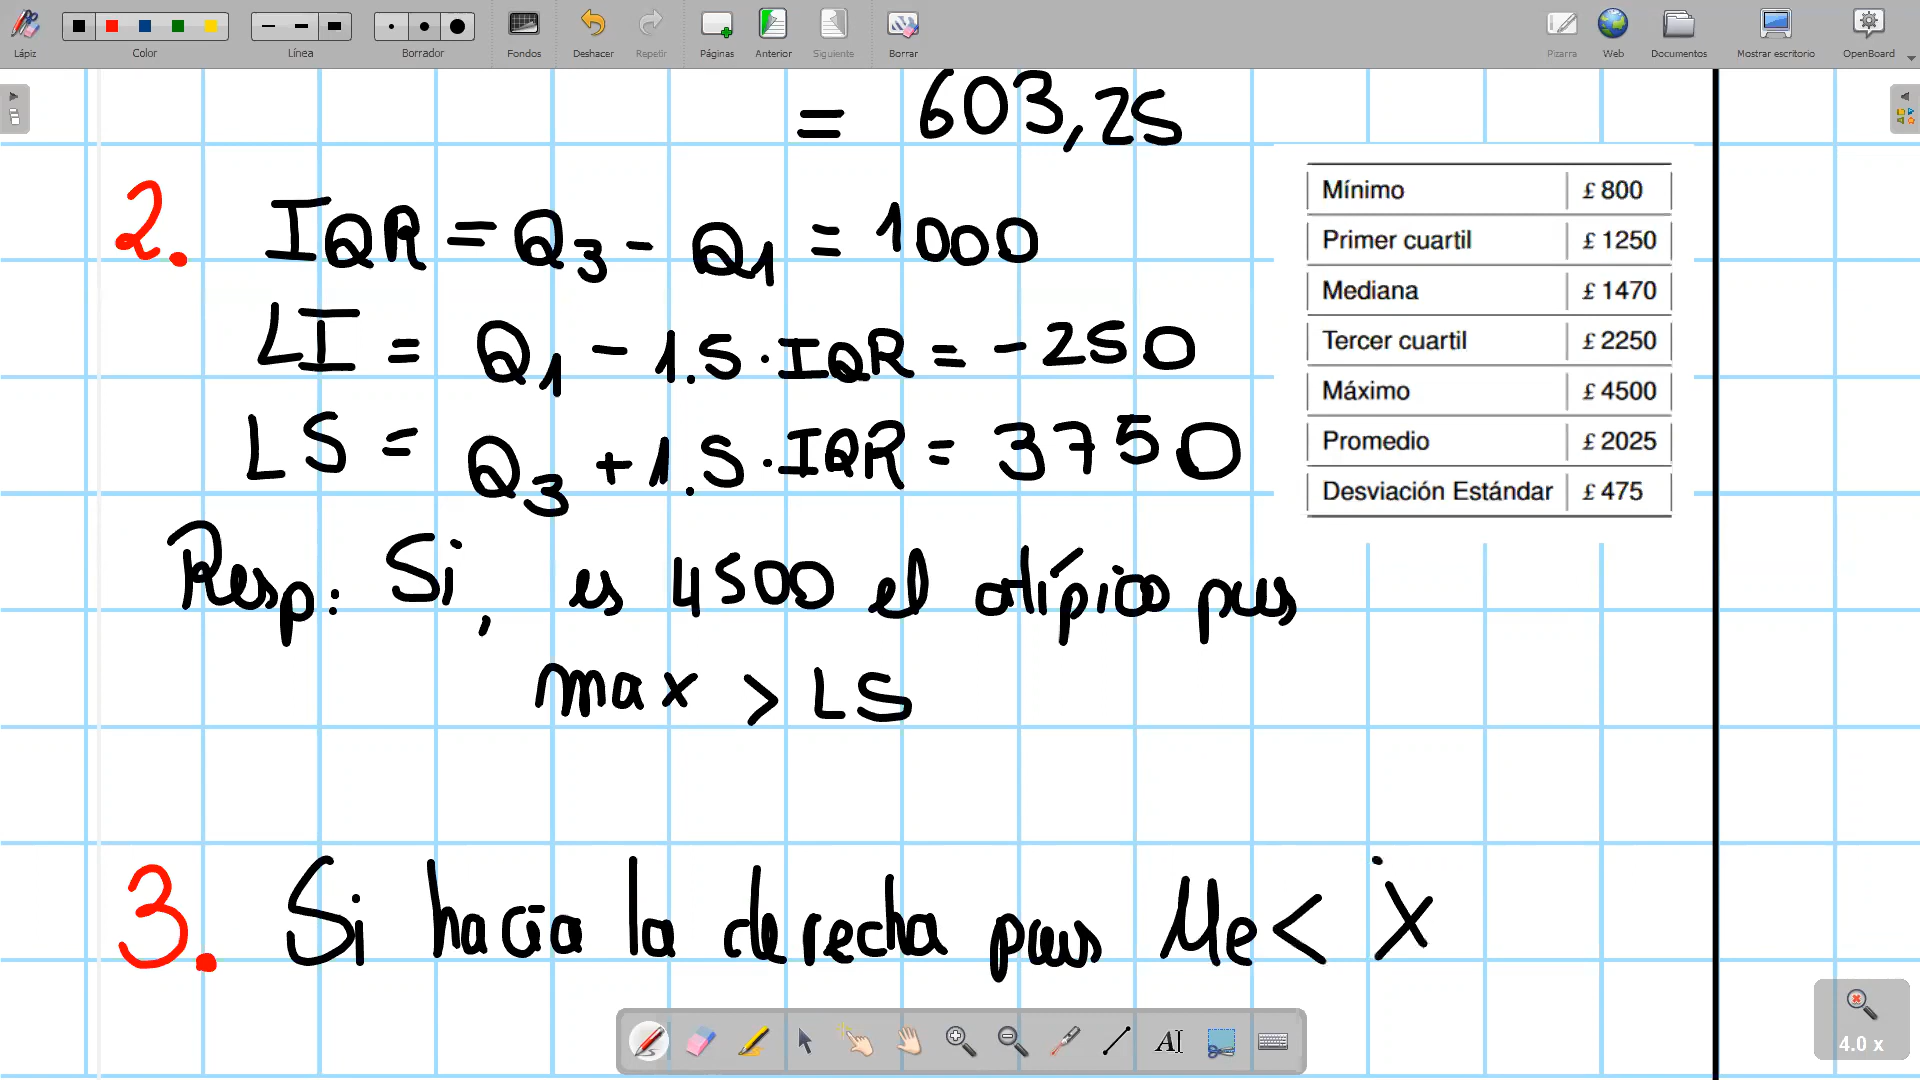 Lápiz Color Línea Borrador Fondos Deshacer Repetir Páginas Anterior Siguiente Borrar Pizarra Web Documentos Mostrar escritorio OpenBoard
= 603,25
2. IQR = Q3 - Q1 = 1000
LI = Q1 - 1.5 · IQR = -250
LS = Q3 + 1.5 · IQR = 3750
Resp: Si, es 4500 el atípico pues
max > LS
Mínimo £ 800
Primer cuartil £ 1250
Mediana £ 1470
Tercer cuartil £ 2250
Máximo £ 4500
Promedio £ 2025
Desviación Estándar £ 475
3. Si hacia la derecha pues Me < X
4.0 x